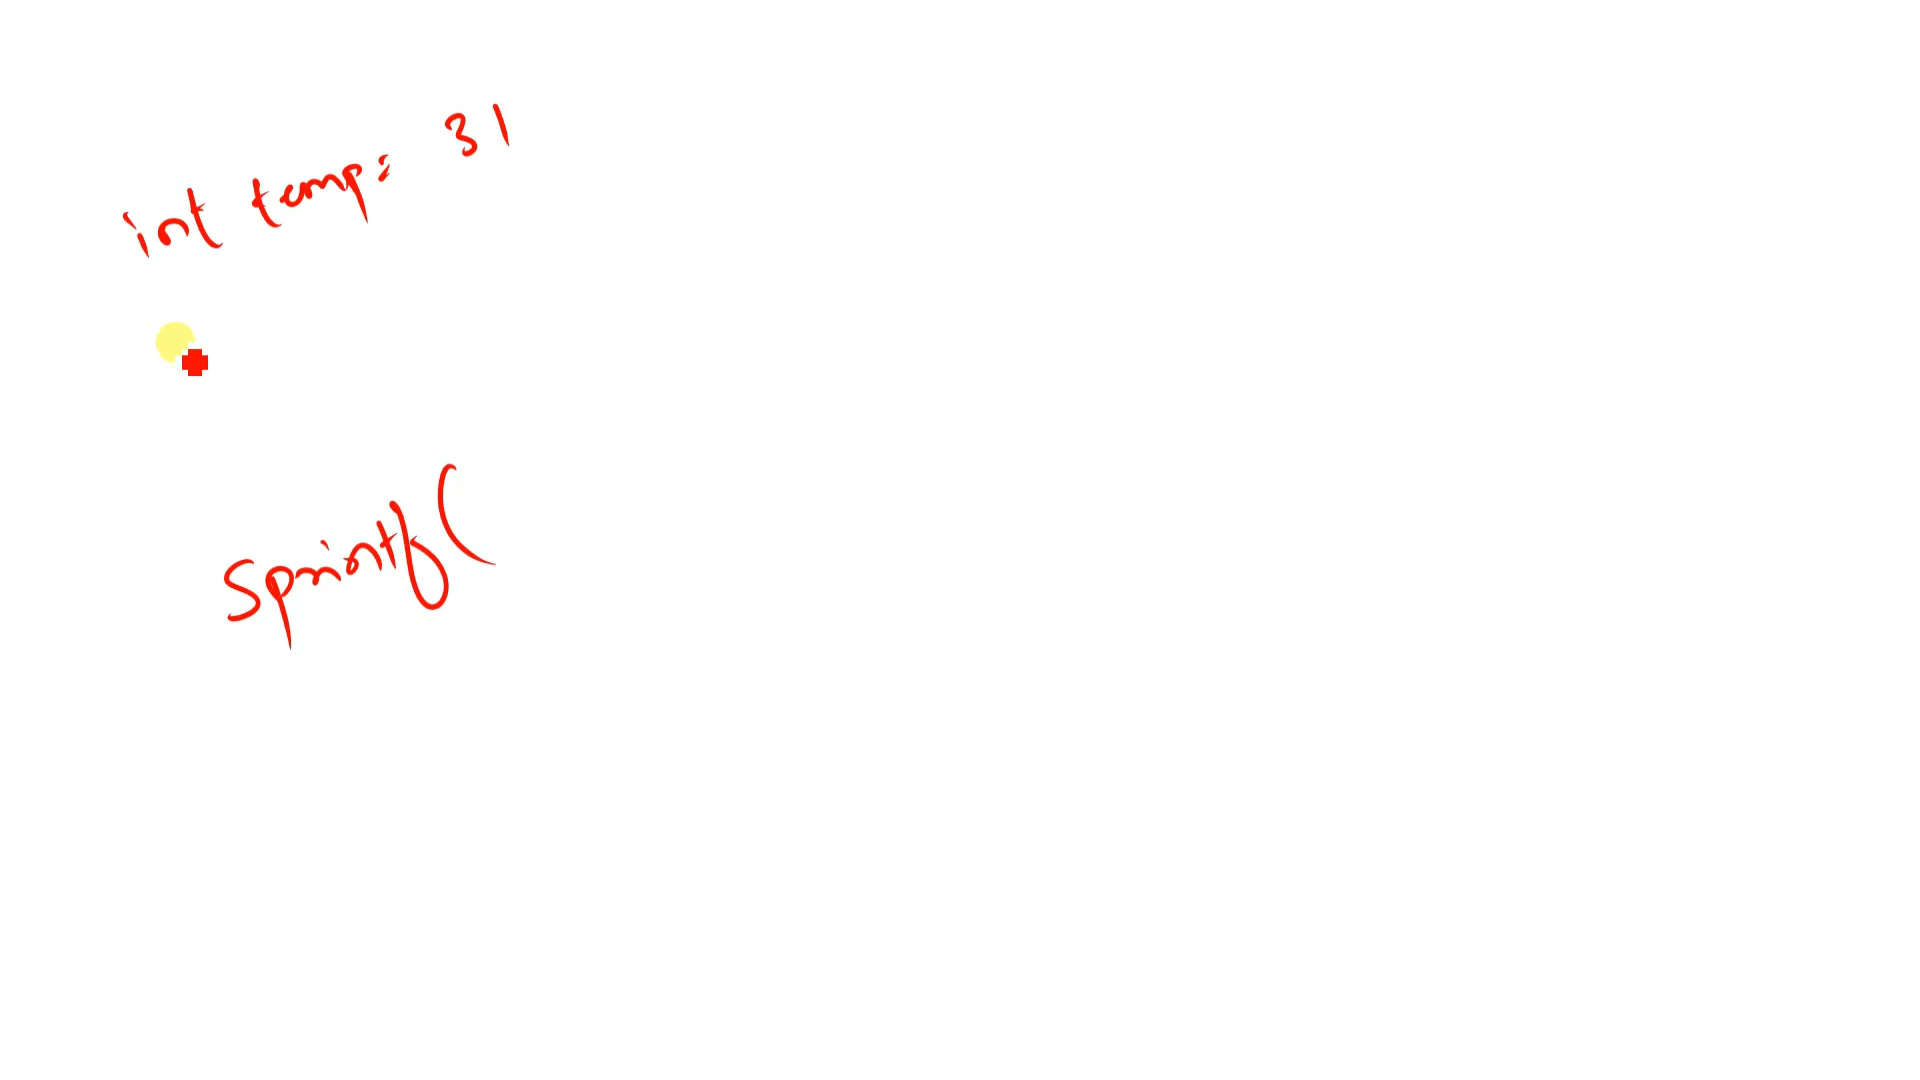 int temp = 31
Sprintf(